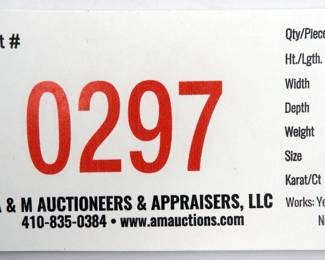 t #
0297
& M AUCTIONEERS & APPRAISERS, LLC
410-835-0384 • www.amauctions.com
Qty/Piece
Ht./Lgth.
Width
Depth
Weight
Size
Karat/Ct
Works: Ye
N